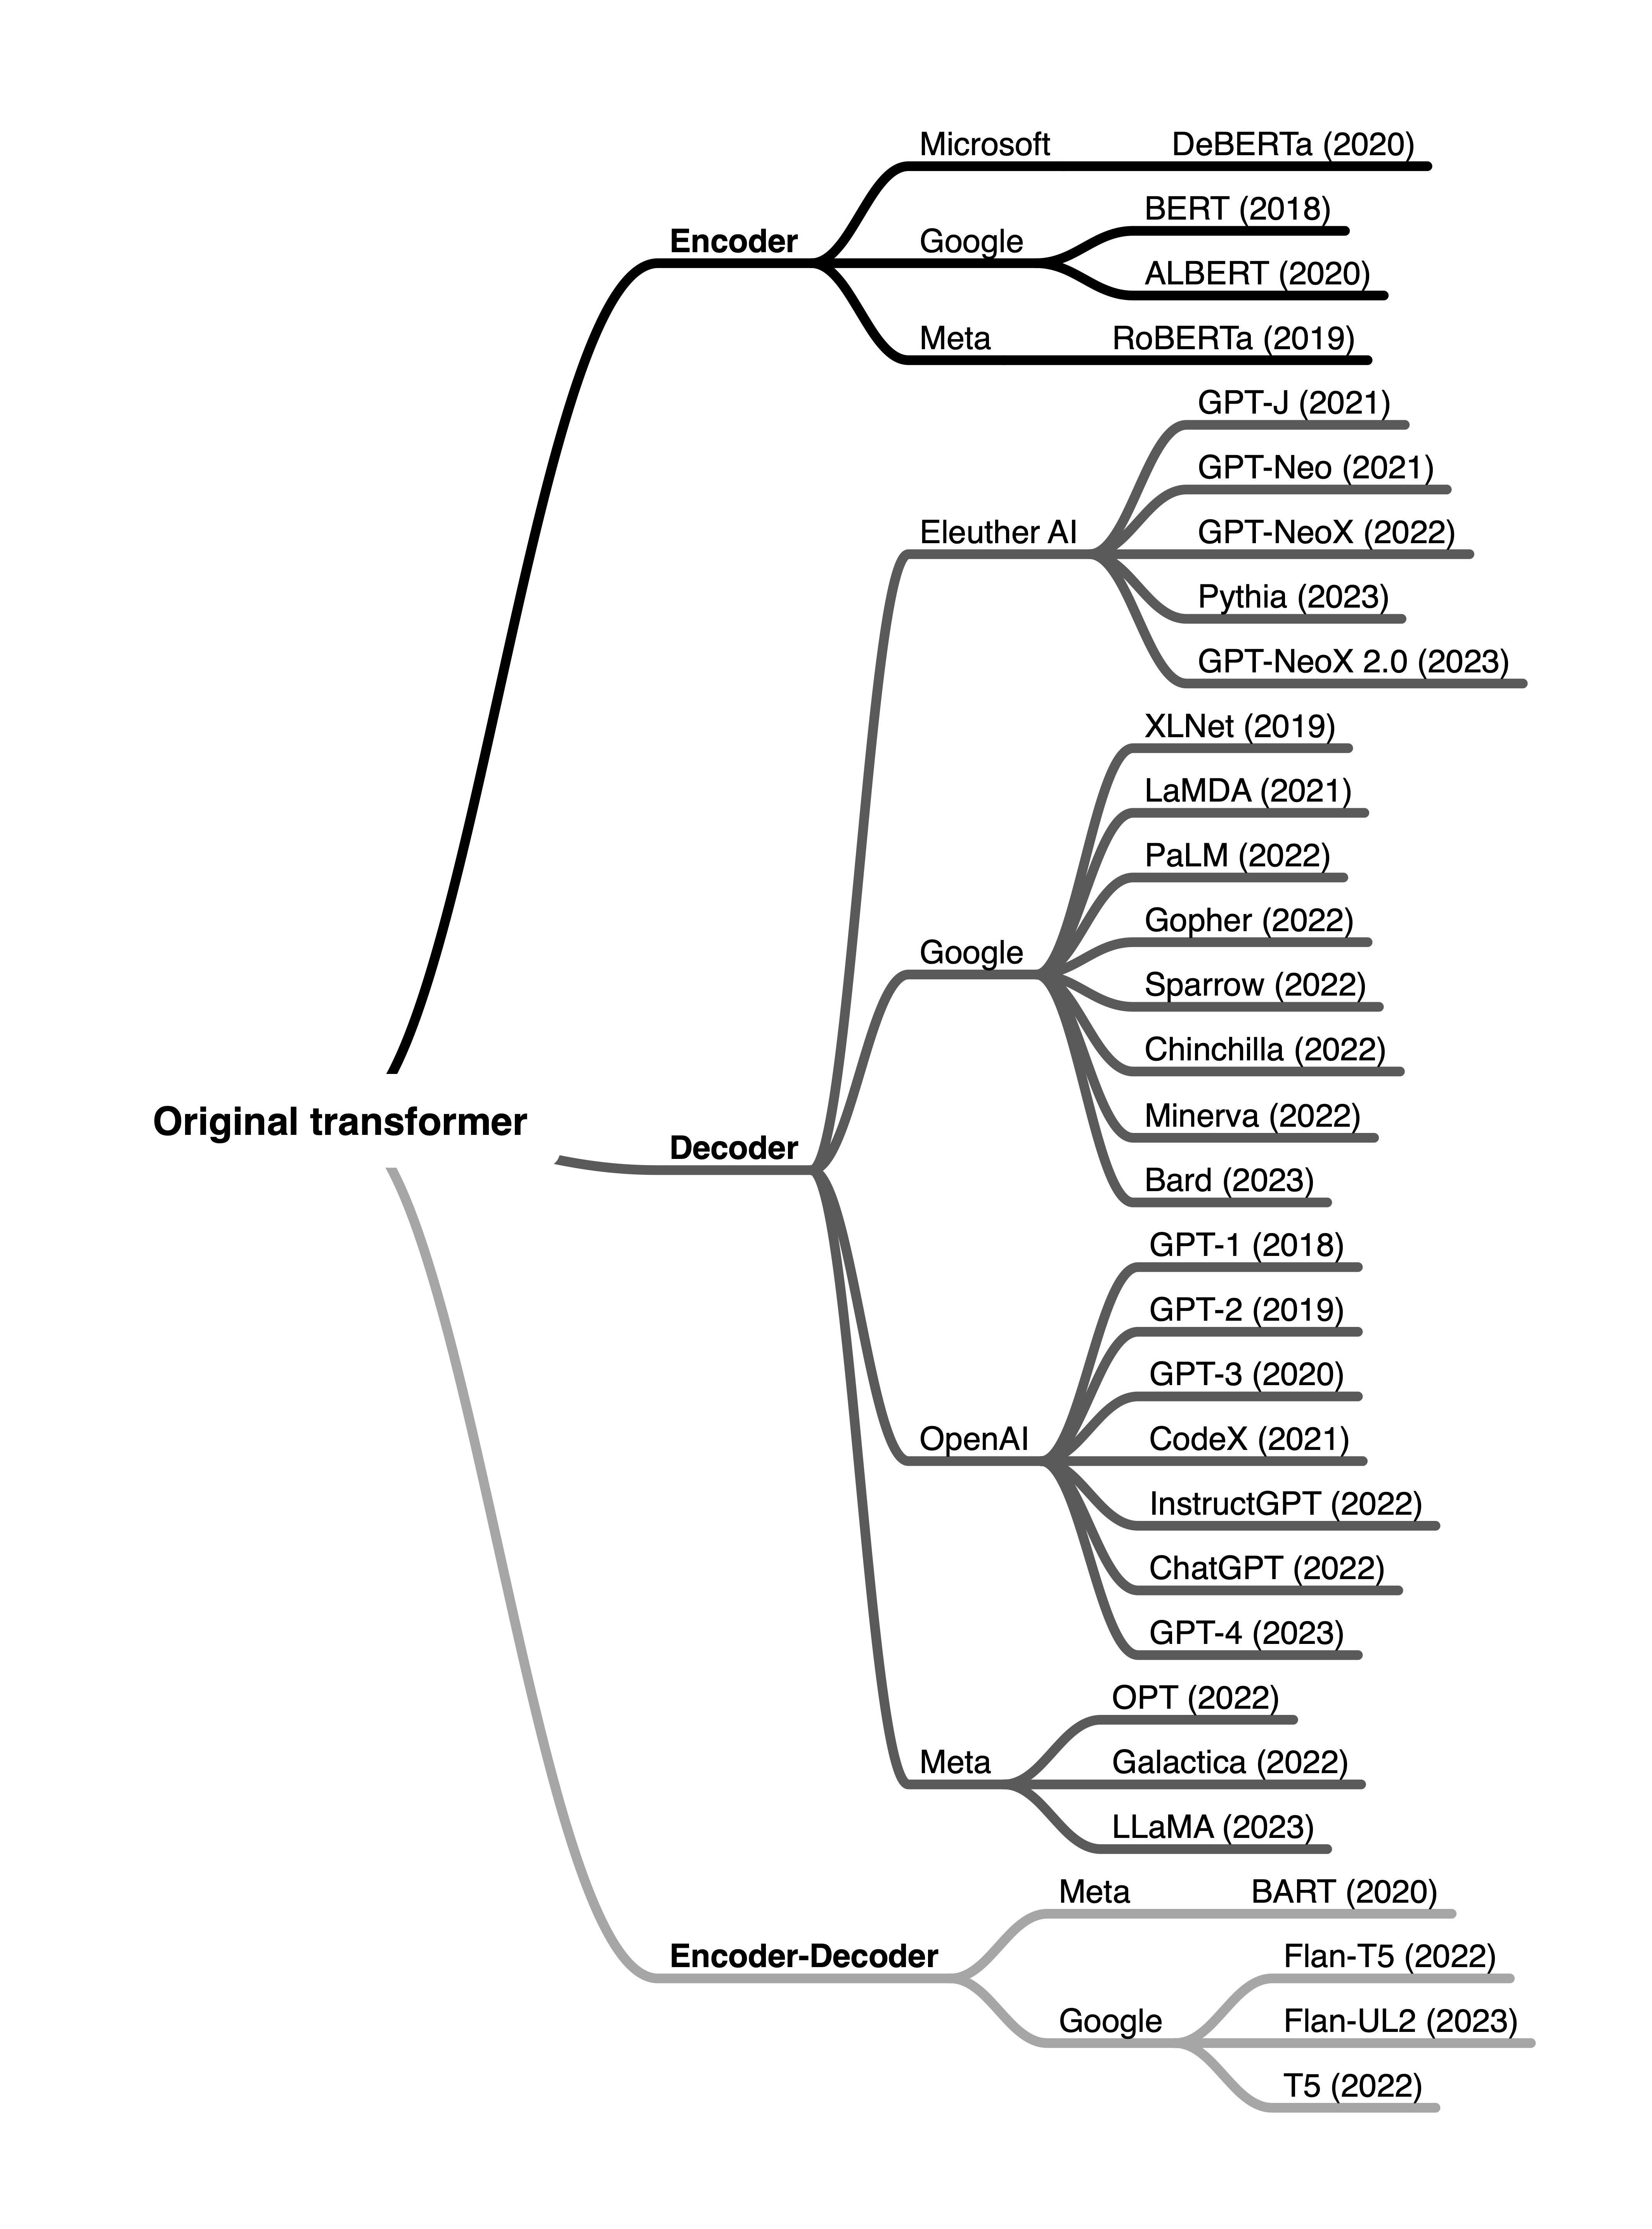 Microsoft DeBERTa (2020)
BERT (2018)
Encoder Google
ALBERT (2020)
Meta RoBERTa (2019)
GPT-J (2021)
GPT-Neo (2021)
Eleuther AI GPT-NeoX (2022)
Pythia (2023)
GPT-NeoX 2.0 (2023)
XLNet (2019)
LaMDA (2021)
PaLM (2022)
Gopher (2022)
Google
Sparrow (2022)
Chinchilla (2022)
Minerva (2022)
Original transformer
Decoder
Bard (2023)
GPT-1 (2018)
GPT-2 (2019)
GPT-3 (2020)
OpenAI CodeX (2021)
InstructGPT (2022)
ChatGPT (2022)
GPT-4 (2023)
OPT (2022)
Meta Galactica (2022)
LLaMA (2023)
Meta BART (2020)
Encoder-Decoder Flan-T5 (2022)
Google Flan-UL2 (2023)
T5 (2022)